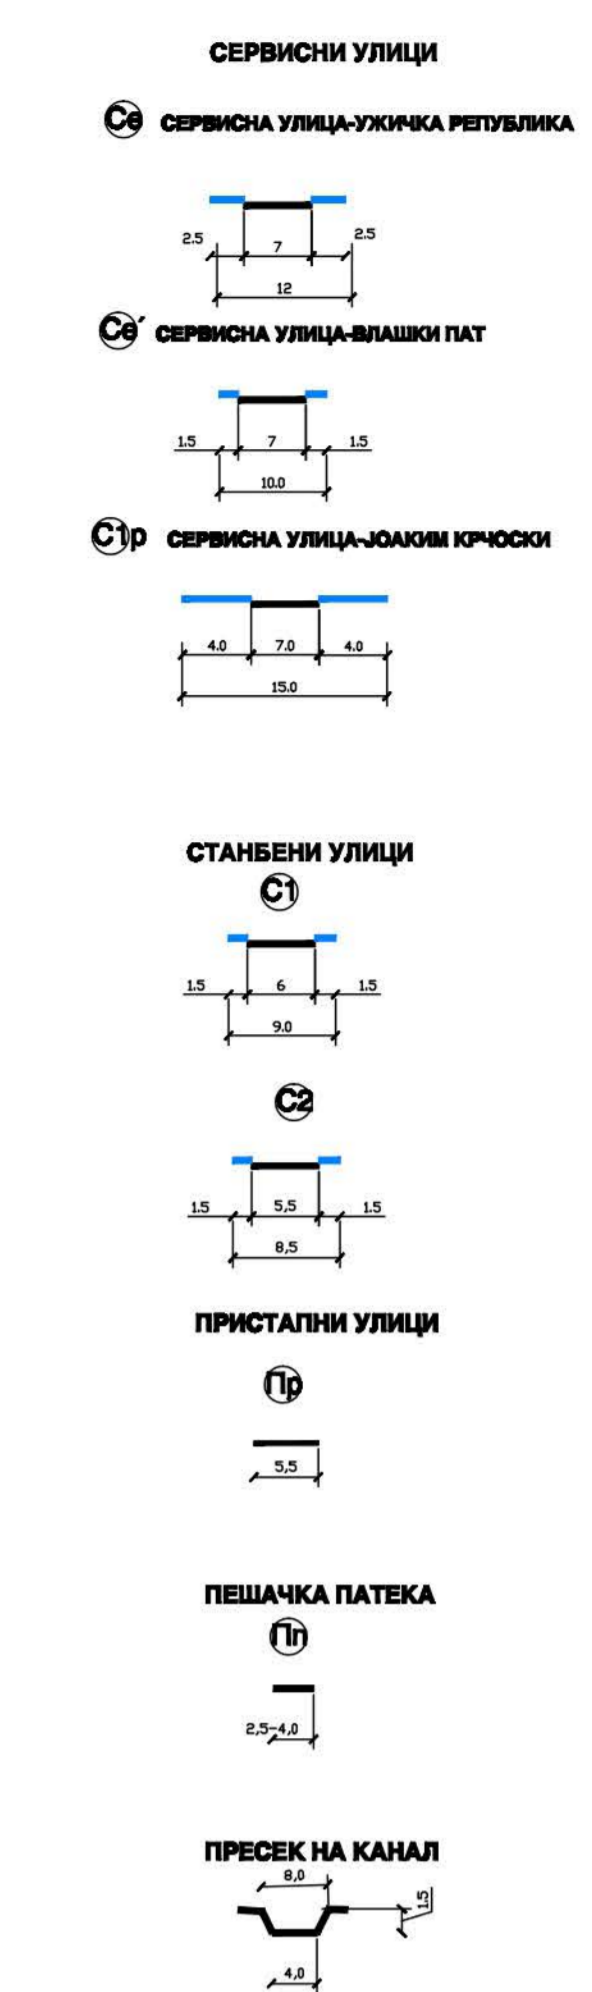 СЕРВИСНИ УЛИЦИ
Се СЕРВИСНА УЛИЦА-УЖИЧКА РЕПУБЛИКА
2.5 7 2.5
12
Се´ СЕРВИСНА УЛИЦА-ВЛАШКИ ПАТ
1.5 7 1.5
10.0
С1р СЕРВИСНА УЛИЦА-ЈОАКИМ КРЧОСКИ
4.0 7.0 4.0
15.0
СТАНБЕНИ УЛИЦИ
С1
1.5 6 1.5
9.0
С2
1.5 5,5 1.5
8,5
ПРИСТАПНИ УЛИЦИ
Пр
5,5
ПЕШАЧКА ПАТЕКА
Пп
2,5-4,0
ПРЕСЕК НА КАНАЛ
8,0
1.5
4,0